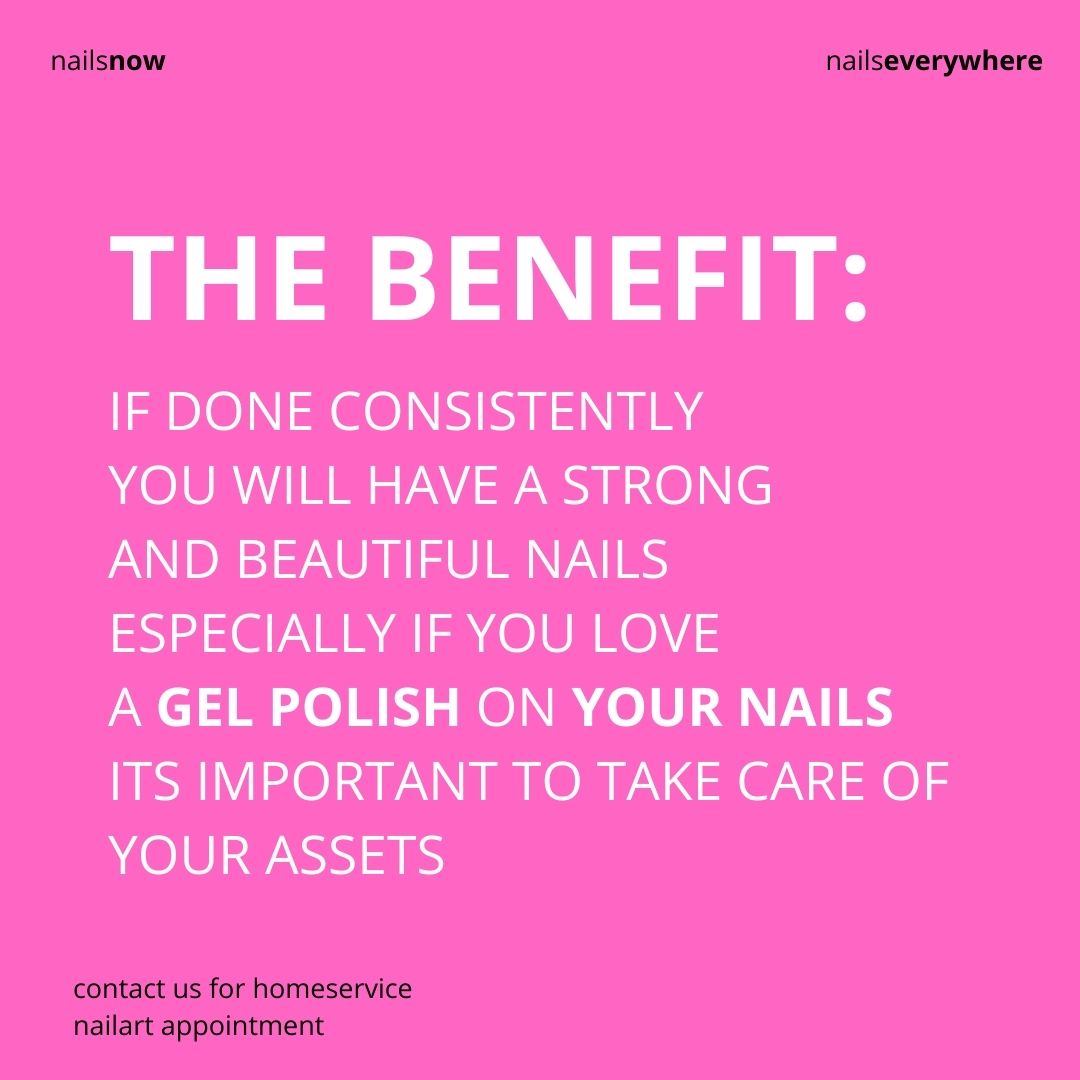 nailsnow
nailseverywhere
THE BENEFIT:
IF DONE CONSISTENTLY
YOU WILL HAVE A STRONG
AND BEAUTIFUL NAILS
ESPECIALLY IF YOU LOVE
A GEL POLISH ON YOUR NAILS
ITS IMPORTANT TO TAKE CARE OF
YOUR ASSETS
contact us for homeservice
nailart appointment